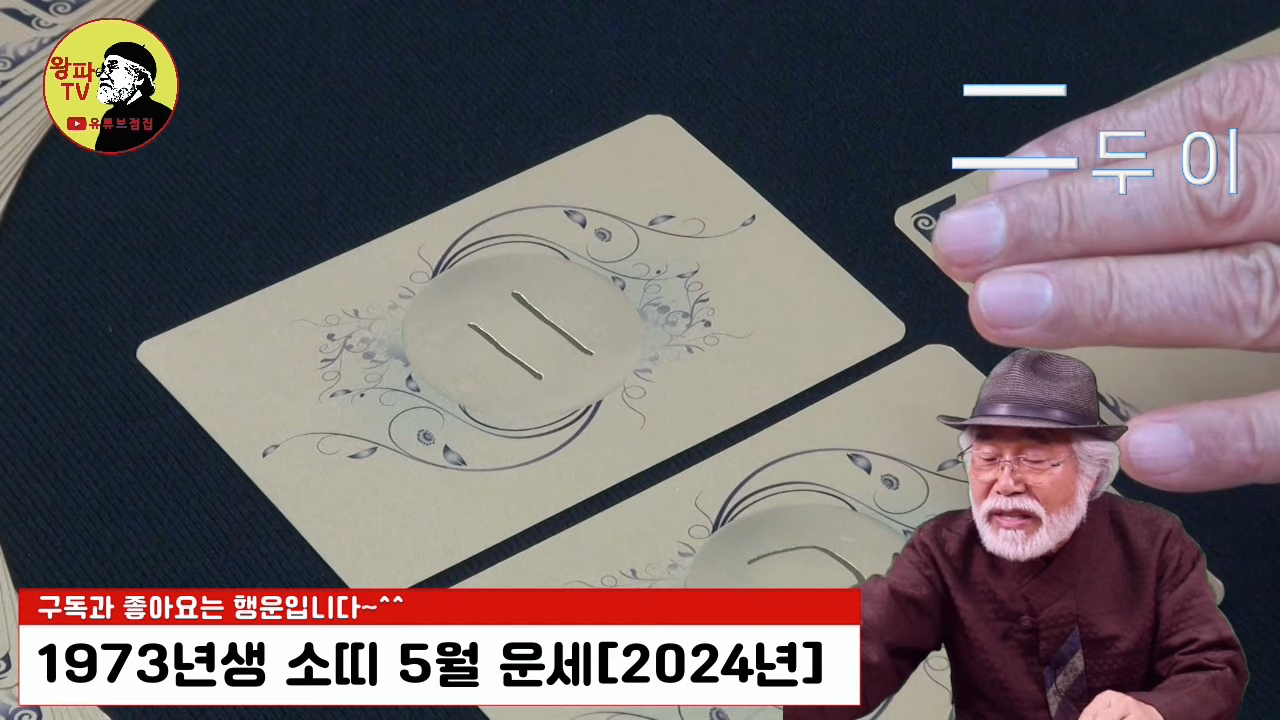 왕파
TV
유튜브점집
二 두 이
二
구독과 좋아요는 행운입니다~^^
1973년생 소띠 5월 운세[2024년]